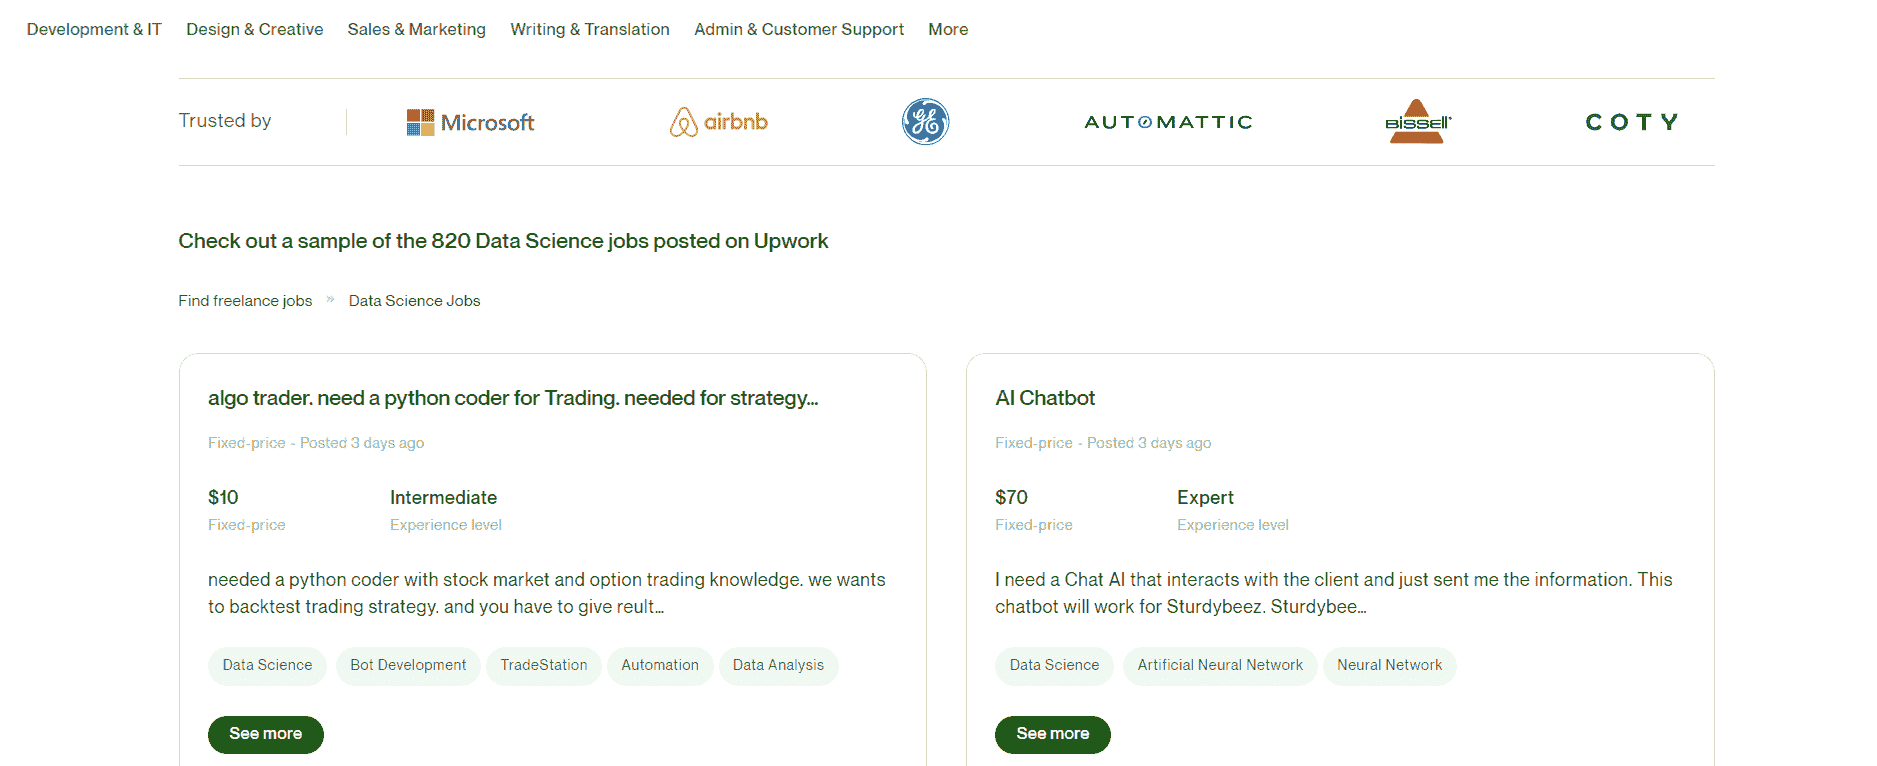 Development & IT Design & Creative Sales & Marketing Writing & Translation Admin & Customer Support More
Trusted by Microsoft airbnb GE AUTOMATTIC BISSELL COTY
Check out a sample of the 820 Data Science jobs posted on Upwork
Find freelance jobs » Data Science Jobs
algo trader. need a python coder for Trading. needed for strategy...
Fixed-price - Posted 3 days ago
$10 Intermediate
Fixed-price Experience level
needed a python coder with stock market and option trading knowledge. we wants
to backtest trading strategy. and you have to give reult...
Data Science Bot Development TradeStation Automation Data Analysis
See more
AI Chatbot
Fixed-price - Posted 3 days ago
$70 Expert
Fixed-price Experience level
I need a Chat AI that interacts with the client and just sent me the information. This
chatbot will work for Sturdybeez. Sturdybee...
Data Science Artificial Neural Network Neural Network
See more